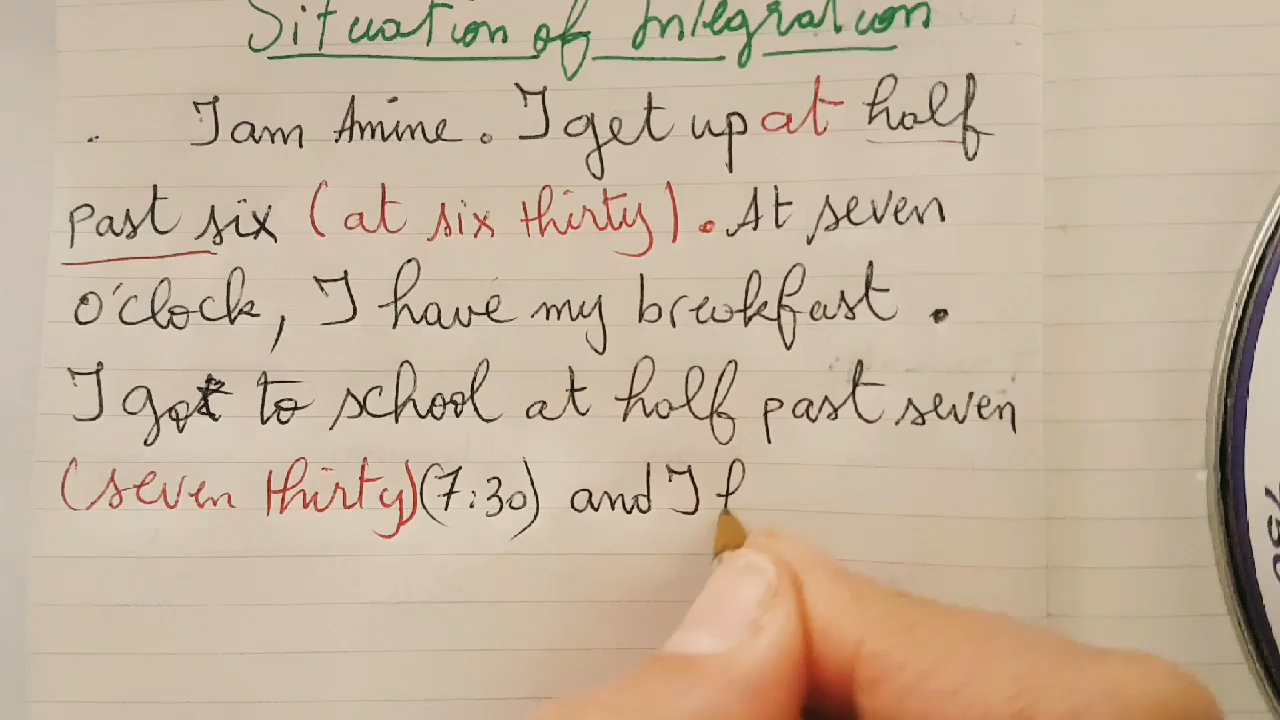 Situation of Integration
. I am Amine. I get up at half
past six (at six thirty). At seven
o'clock, I have my breakfast.
I go to school at half past seven
(seven thirty)(7:30) and I